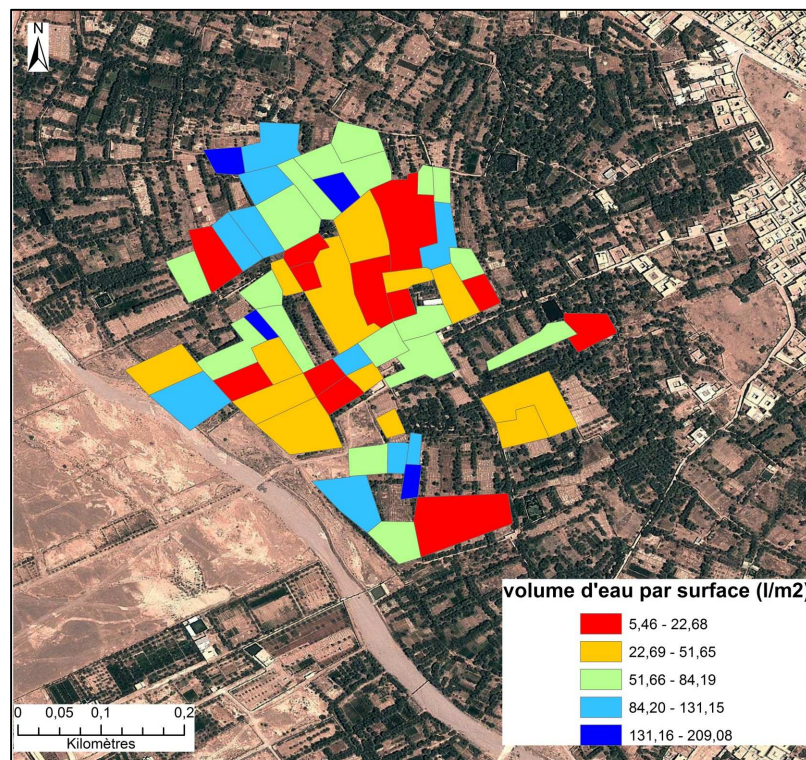 N
volume d'eau par surface (l/m2)
5,46 - 22,68
22,69 - 51,65
51,66 - 84,19
84,20 - 131,15
131,16 - 209,08
0 0,05 0,1 0,2
Kilomètres